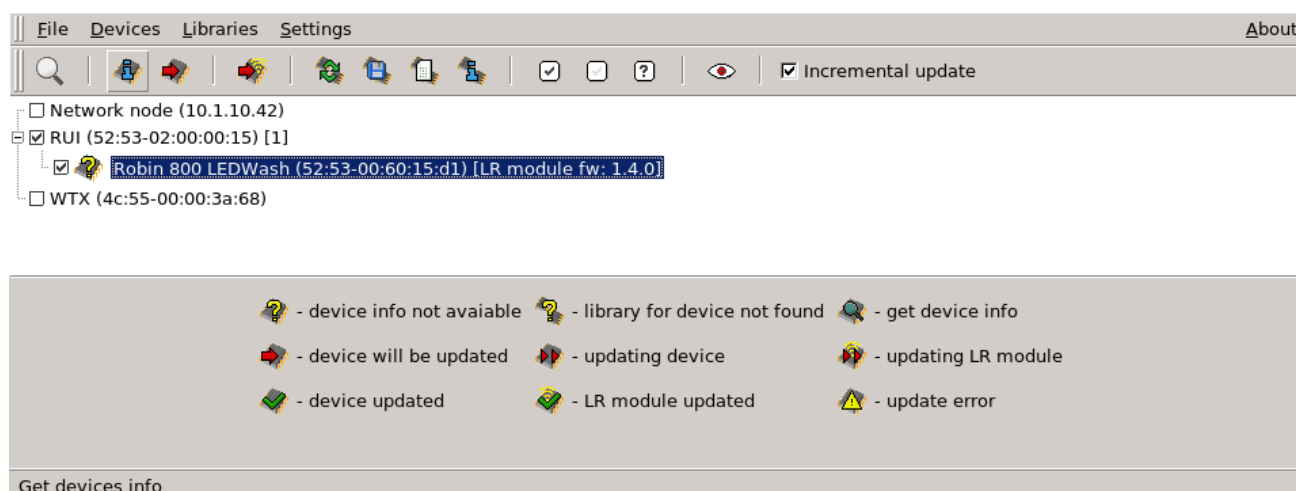 File Devices Libraries Settings About
Incremental update
Network node (10.1.10.42)
RUI (52:53-02:00:00:15) [1]
Robin 800 LEDWash (52:53-00:60:15:d1) [LR module fw: 1.4.0]
WTX (4c:55-00:00:3a:68)
- device info not avaiable - library for device not found - get device info
- device will be updated - updating device - updating LR module
- device updated - LR module updated - update error
Get devices info